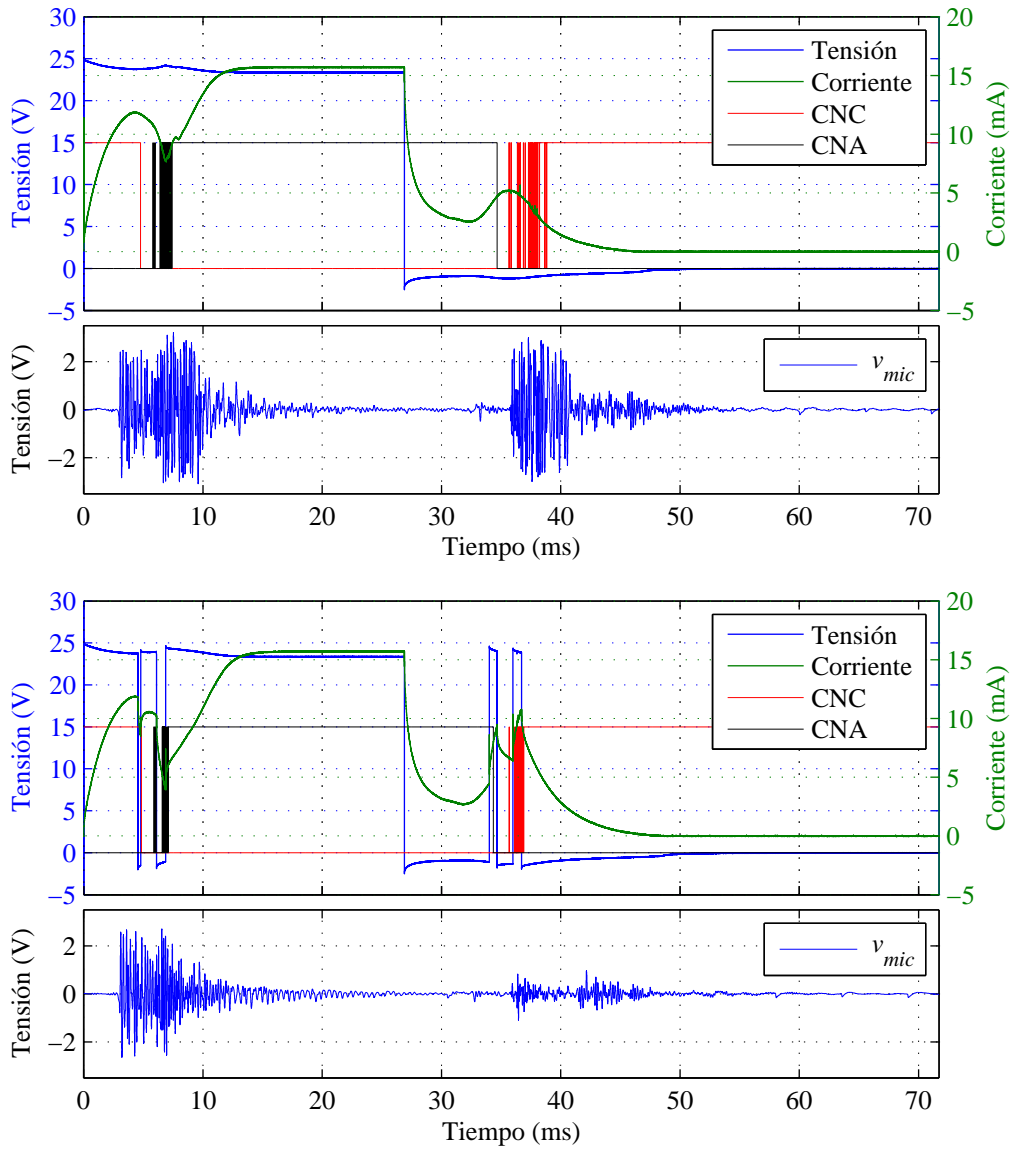 30
25
20
15
10
5
0
−5
Tensión (V)
20
15
10
5
0
−5
Corriente (mA)
Tensión
Corriente
CNC
CNA
2
0
−2
Tensión (V)
v_mic
0 10 20 30 40 50 60 70
Tiempo (ms)
30
25
20
15
10
5
0
−5
Tensión (V)
20
15
10
5
0
−5
Corriente (mA)
Tensión
Corriente
CNC
CNA
2
0
−2
Tensión (V)
v_mic
0 10 20 30 40 50 60 70
Tiempo (ms)